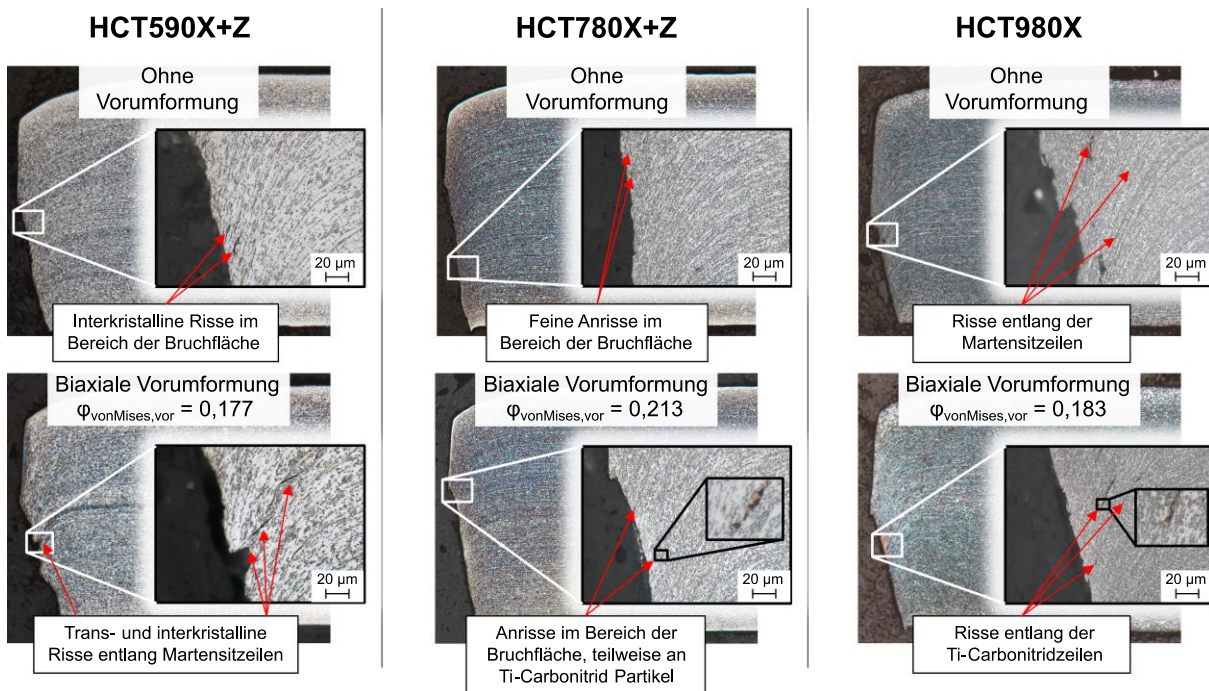 HCT590X+Z
Ohne
Vorumformung
20 µm
Interkristalline Risse im
Bereich der Bruchfläche
Biaxiale Vorumformung
φvonMises,vor = 0,177
20 µm
Trans- und interkristalline
Risse entlang Martensitzeilen
HCT780X+Z
Ohne
Vorumformung
20 µm
Feine Anrisse im
Bereich der Bruchfläche
Biaxiale Vorumformung
φvonMises,vor = 0,213
20 µm
Anrisse im Bereich der
Bruchfläche, teilweise an
Ti-Carbonitrid Partikel
HCT980X
Ohne
Vorumformung
20 µm
Risse entlang der
Martensitzeilen
Biaxiale Vorumformung
φvonMises,vor = 0,183
20 µm
Risse entlang der
Ti-Carbonitridzeilen